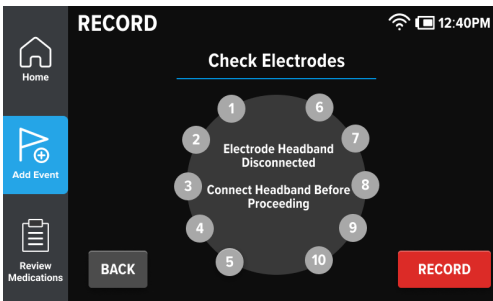 RECORD
12:40PM
Home
Add Event
Review
Medications
Check Electrodes
1
6
2
7
Electrode Headband
Disconnected
3
8
Connect Headband Before
Proceeding
4
9
5
10
BACK
RECORD